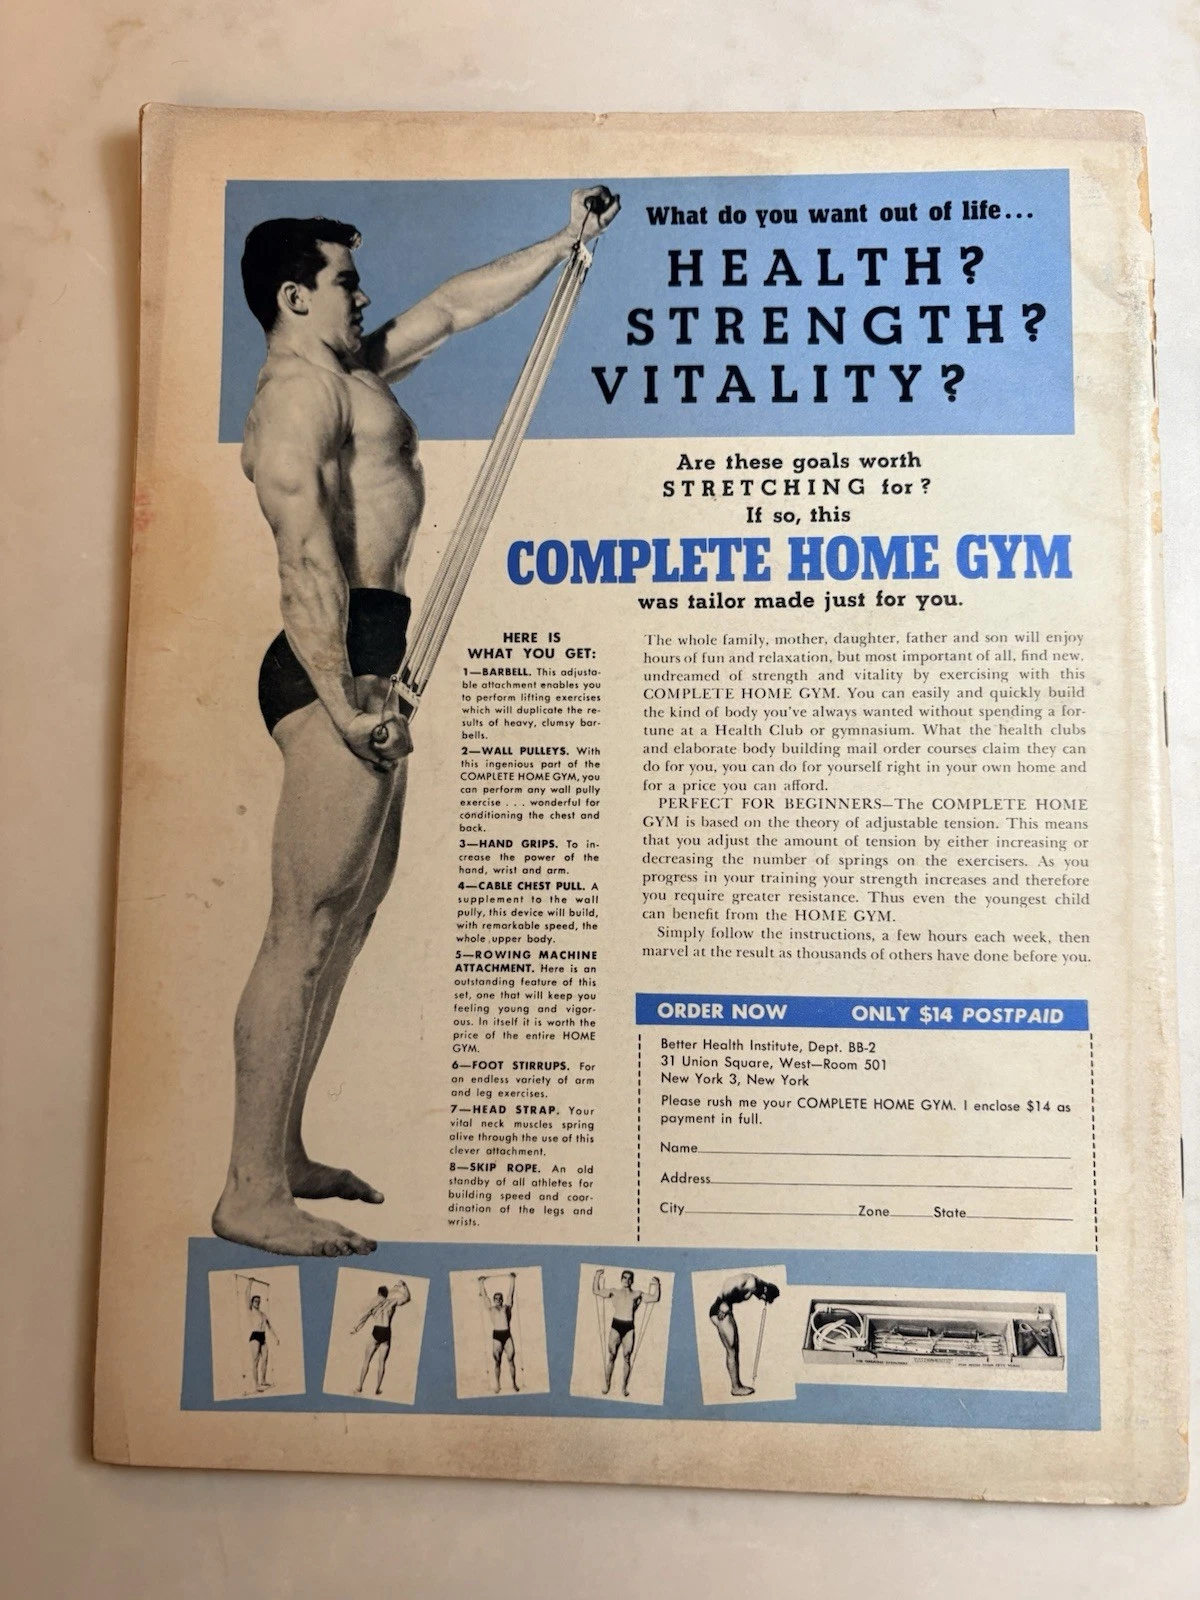 What do you want out of life...
HEALTH?
STRENGTH?
VITALITY?
Are these goals worth
STRETCHING for?
If so, this
COMPLETE HOME GYM
was tailor made just for you.
HERE IS
WHAT YOU GET:
1—BARBELL. This adjusta-
ble attachment enables you
to perform lifting exercises
which will duplicate the re-
sults of heavy, clumsy bar-
bells.
2—WALL PULLEYS. With
this ingenious part of the
COMPLETE HOME GYM, you
can perform any wall pully
exercise . . . wonderful for
conditioning the chest and
back.
3—HAND GRIPS. To in-
crease the power of the
hand, wrist and arm.
4—CABLE CHEST PULL. A
supplement to the wall
pully, this device will build,
with remarkable speed, the
whole upper body.
5—ROWING MACHINE
ATTACHMENT. Here is an
outstanding feature of this
set, one that will keep you
feeling young and vigor-
ous. In itself it is worth the
price of the entire HOME
GYM.
6—FOOT STIRRUPS. For
an endless variety of arm
and leg exercises.
7—HEAD STRAP. Your
vital neck muscles spring
alive through the use of this
clever attachment.
8—SKIP ROPE. An old
standby of all athletes for
building speed and coor-
dination of the legs and
wrists.
The whole family, mother, daughter, father and son will enjoy
hours of fun and relaxation, but most important of all, find new,
undreamed of strength and vitality by exercising with this
COMPLETE HOME GYM. You can easily and quickly build
the kind of body you've always wanted without spending a for-
tune at a Health Club or gymnasium. What the health clubs
and elaborate body building mail order courses claim they can
do for you, you can do for yourself right in your own home and
for a price you can afford.
PERFECT FOR BEGINNERS—The COMPLETE HOME
GYM is based on the theory of adjustable tension. This means
that you adjust the amount of tension by either increasing or
decreasing the number of springs on the exercisers. As you
progress in your training your strength increases and therefore
you require greater resistance. Thus even the youngest child
can benefit from the HOME GYM.
Simply follow the instructions, a few hours each week, then
marvel at the result as thousands of others have done before you.
ORDER NOW ONLY $14 POSTPAID
Better Health Institute, Dept. BB-2
31 Union Square, West—Room 501
New York 3, New York
Please rush me your COMPLETE HOME GYM. I enclose $14 as
payment in full.
Name
Address
City Zone State